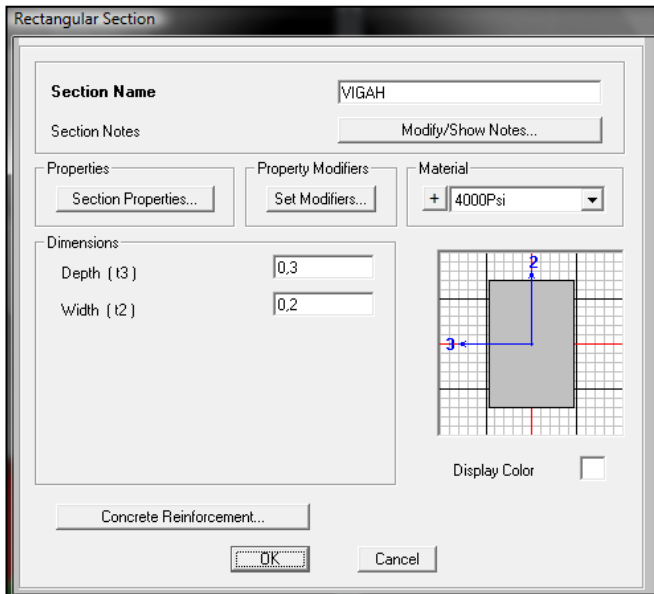 Rectangular Section
Section Name VIGAH
Section Notes Modify/Show Notes...
Properties Property Modifiers Material
Section Properties... Set Modifiers... + 4000Psi
Dimensions
Depth ( t3 ) 0,3
Width ( t2 ) 0,2
2
3
Display Color
Concrete Reinforcement...
OK Cancel